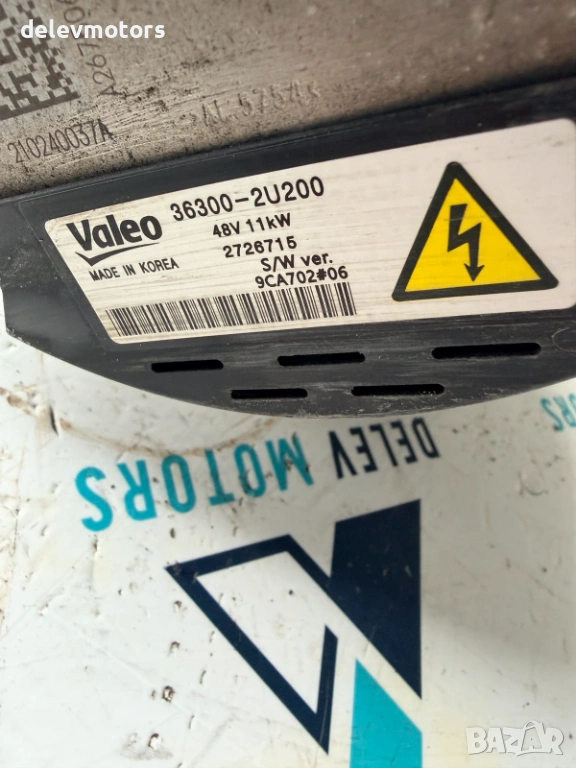 delevmotors
210240037A
Valeo
MADE IN KOREA
36300-2U200
48V 11kW
2726715
S/W ver.
9CA702#06
DELEV MOTORS
BAZAR